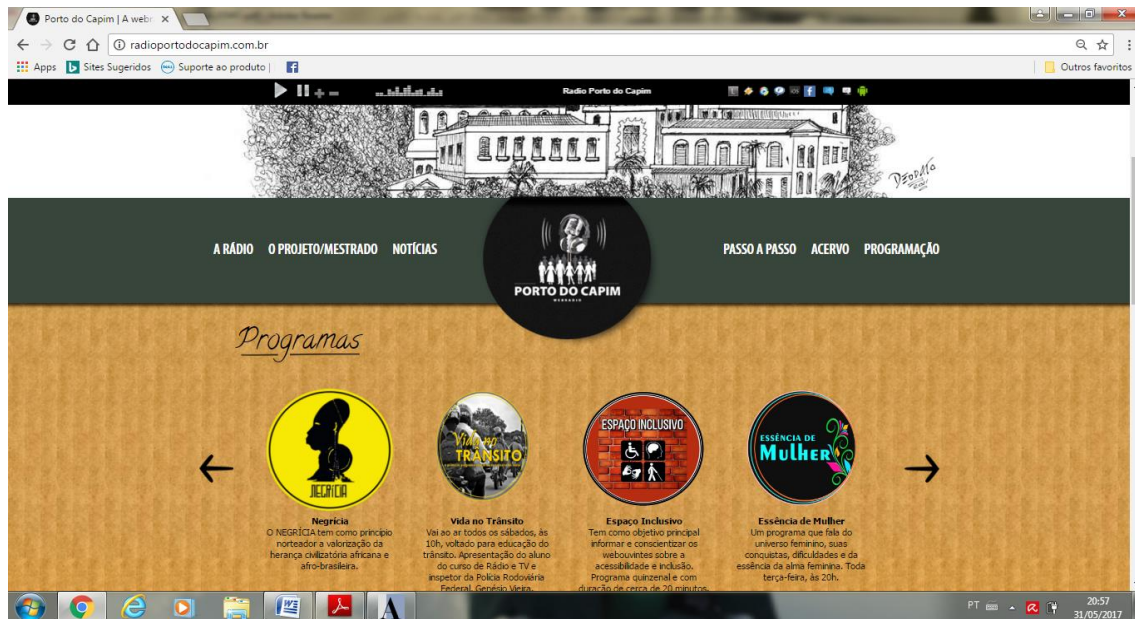 Porto do Capim | A webr
radioportodocapim.com.br
Apps Sites Sugeridos Suporte ao produto | Outros favoritos
Radio Porto do Capim
A RÁDIO O PROJETO/MESTRADO NOTÍCIAS
PORTO DO CAPIM
WEBRADIO
PASSO A PASSO ACERVO PROGRAMAÇÃO
Programas
NEGRÍCIA
Vida no
TRÂNSITO
ESPAÇO INCLUSIVO
ESSÊNCIA DE
MULHER
Negrícia
O NEGRÍCIA tem como princípio
norteador a valorização da
herança civilizatória africana e
afro-brasileira.
Vida no Trânsito
Vai ao ar todos os sábados, às
10h, voltado para educação do
trânsito. Apresentação do aluno
do curso de Rádio e TV e
inspetor da Polícia Rodoviária
Federal, Genésio Vieira.
Espaço Inclusivo
Tem como objetivo principal
informar e conscientizar os
webouvintes sobre a
acessibilidade e inclusão.
Programa quinzenal e com
duração de cerca de 20 minutos.
Essência de Mulher
Um programa que fala do
universo feminino, suas
conquistas, dificuldades e da
essência da alma feminina. Toda
terça-feira, às 20h.
PT
20:57
31/05/2017